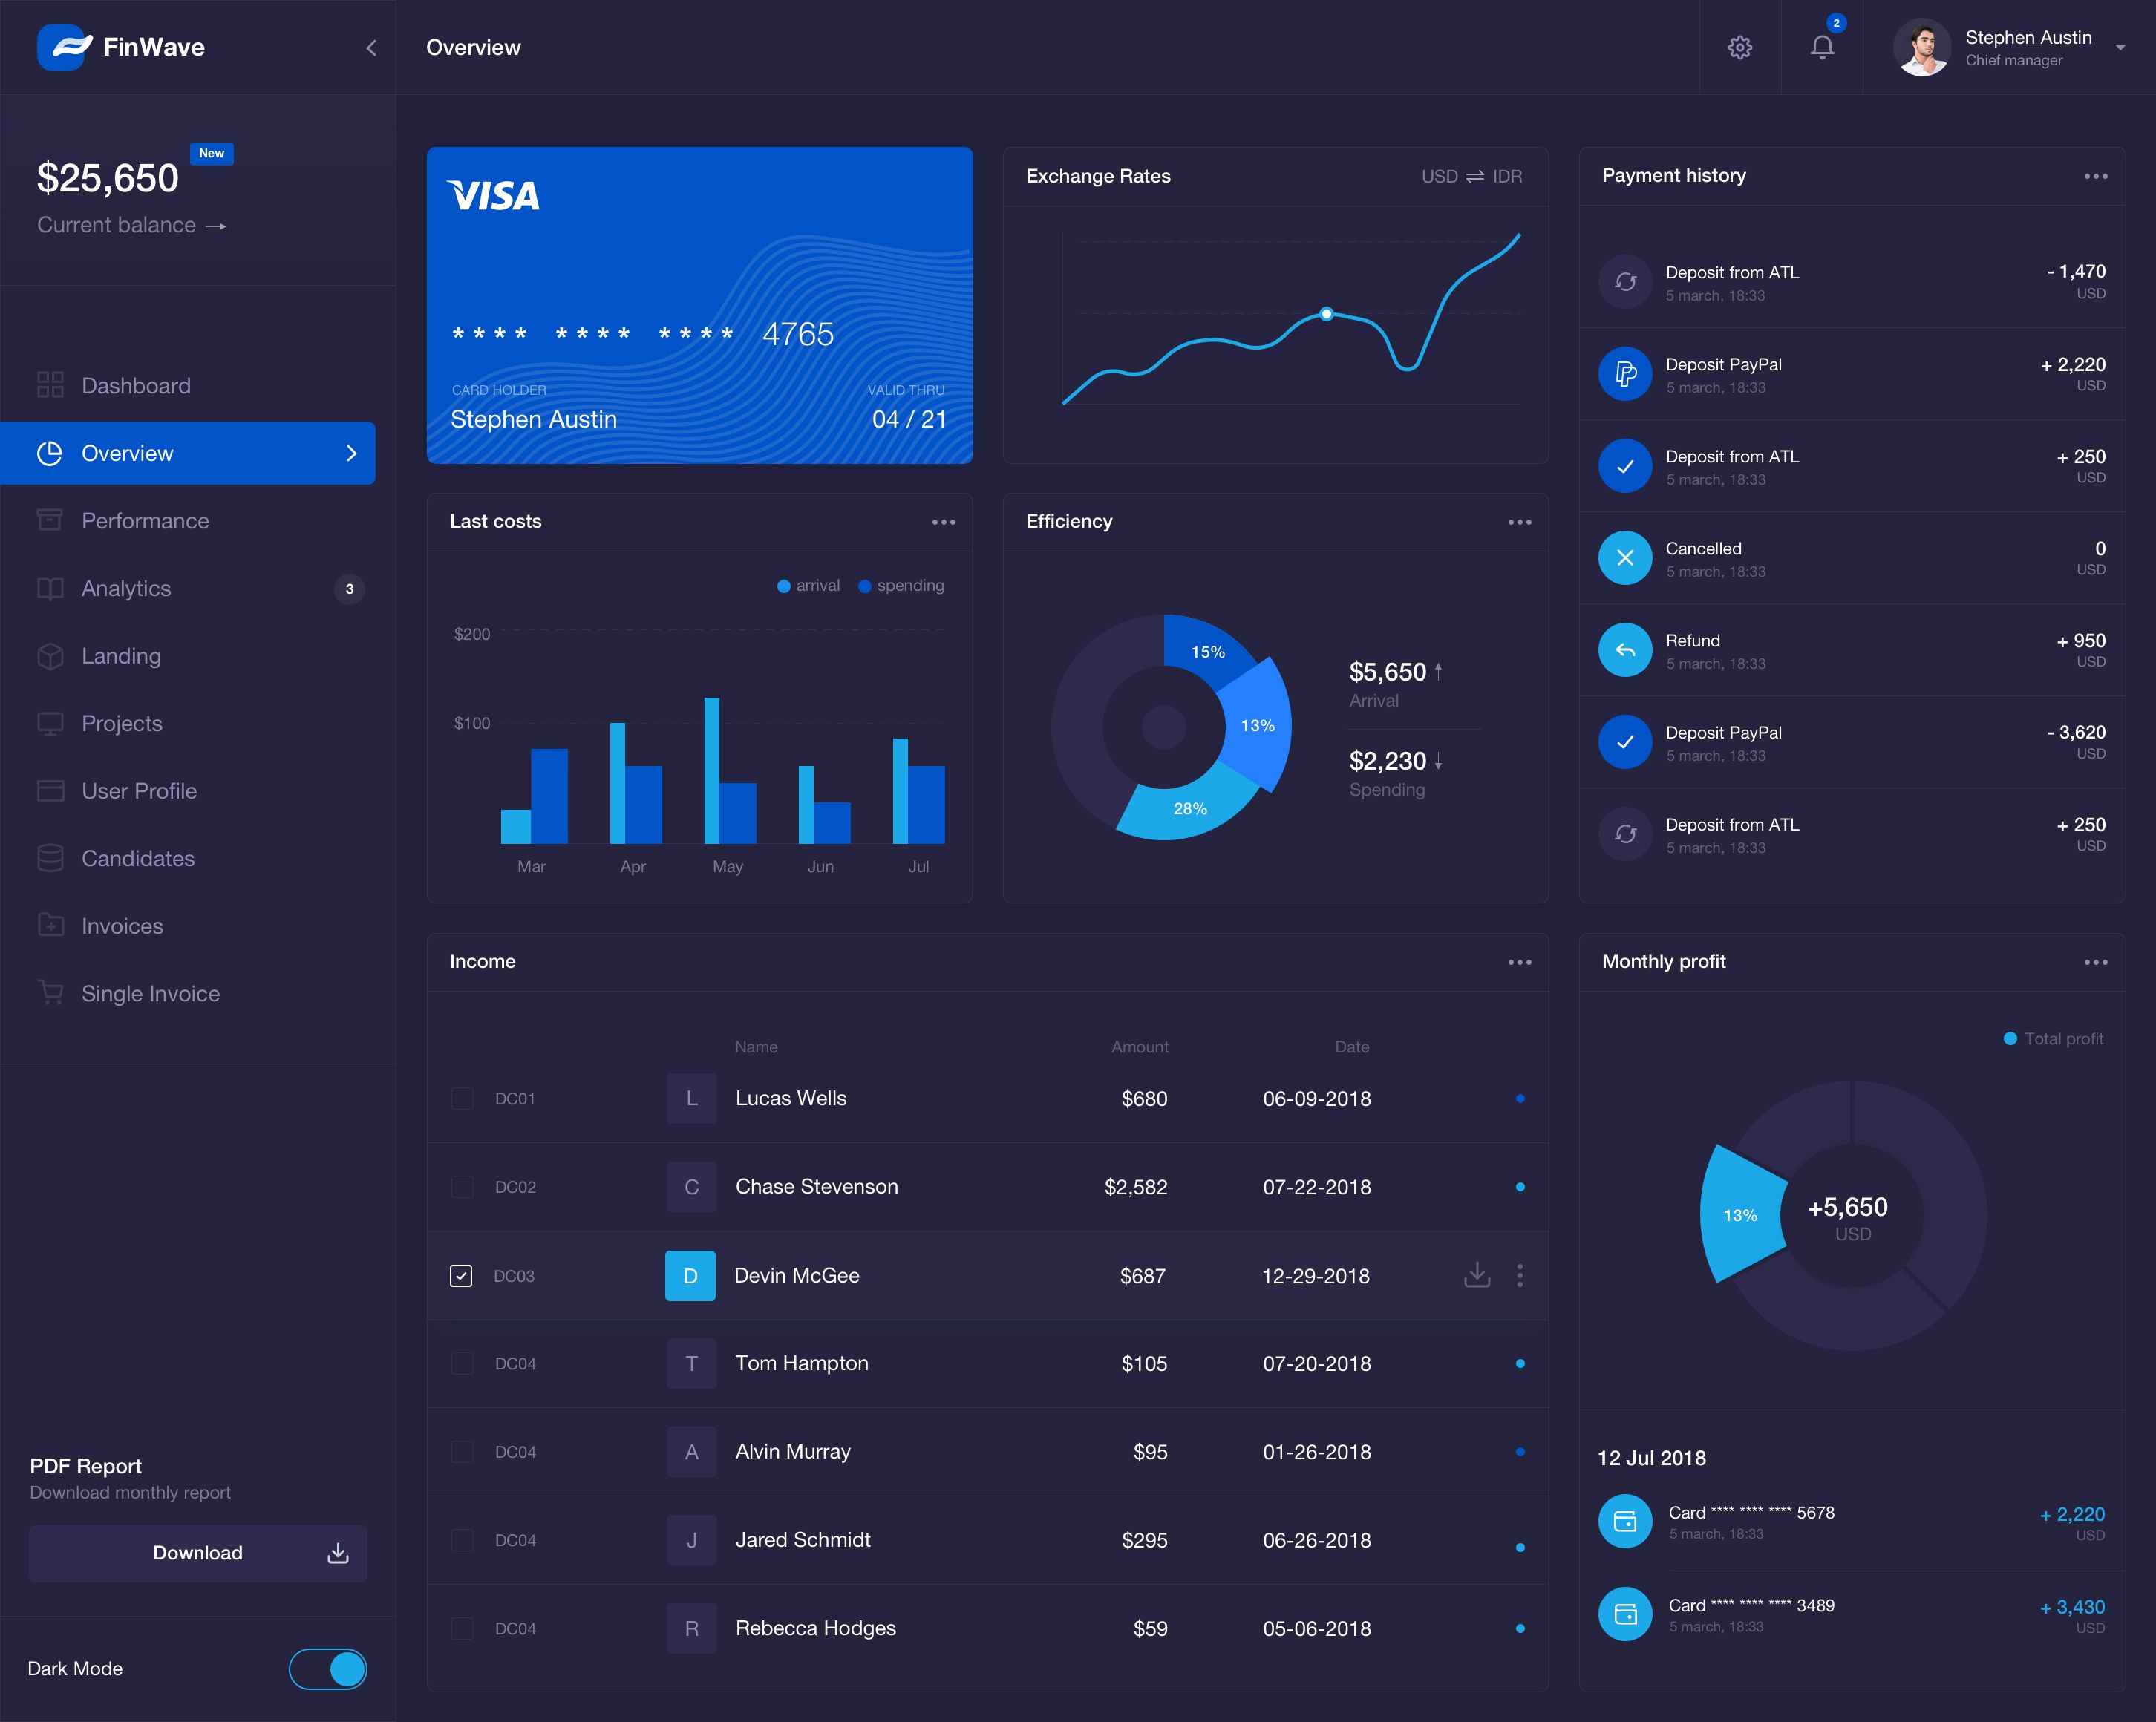 FinWave
Overview
2
Stephen Austin
Chief manager
$25,650
New
Current balance
Dashboard
Overview
Performance
Analytics
3
Landing
Projects
User Profile
Candidates
Invoices
Single Invoice
PDF Report
Download monthly report
Download
Dark Mode
VISA
**** **** **** 4765
CARD HOLDER
VALID THRU
Stephen Austin
04 / 21
Exchange Rates
USD ⇌ IDR
Payment history
Deposit from ATL
- 1,470
5 march, 18:33
USD
Deposit PayPal
+ 2,220
5 march, 18:33
USD
Deposit from ATL
+ 250
5 march, 18:33
USD
Cancelled
0
5 march, 18:33
USD
Refund
+ 950
5 march, 18:33
USD
Deposit PayPal
- 3,620
5 march, 18:33
USD
Deposit from ATL
+ 250
5 march, 18:33
USD
Last costs
arrival spending
$200
$100
Mar Apr May Jun Jul
Efficiency
15%
13%
28%
$5,650 ↑
Arrival
$2,230 ↓
Spending
Income
Name Amount Date
DC01 L Lucas Wells $680 06-09-2018
DC02 C Chase Stevenson $2,582 07-22-2018
DC03 D Devin McGee $687 12-29-2018
DC04 T Tom Hampton $105 07-20-2018
DC04 A Alvin Murray $95 01-26-2018
DC04 J Jared Schmidt $295 06-26-2018
DC04 R Rebecca Hodges $59 05-06-2018
Monthly profit
Total profit
13%
+5,650
USD
12 Jul 2018
Card **** **** **** 5678
+ 2,220
5 march, 18:33
USD
Card **** **** **** 3489
+ 3,430
5 march, 18:33
USD